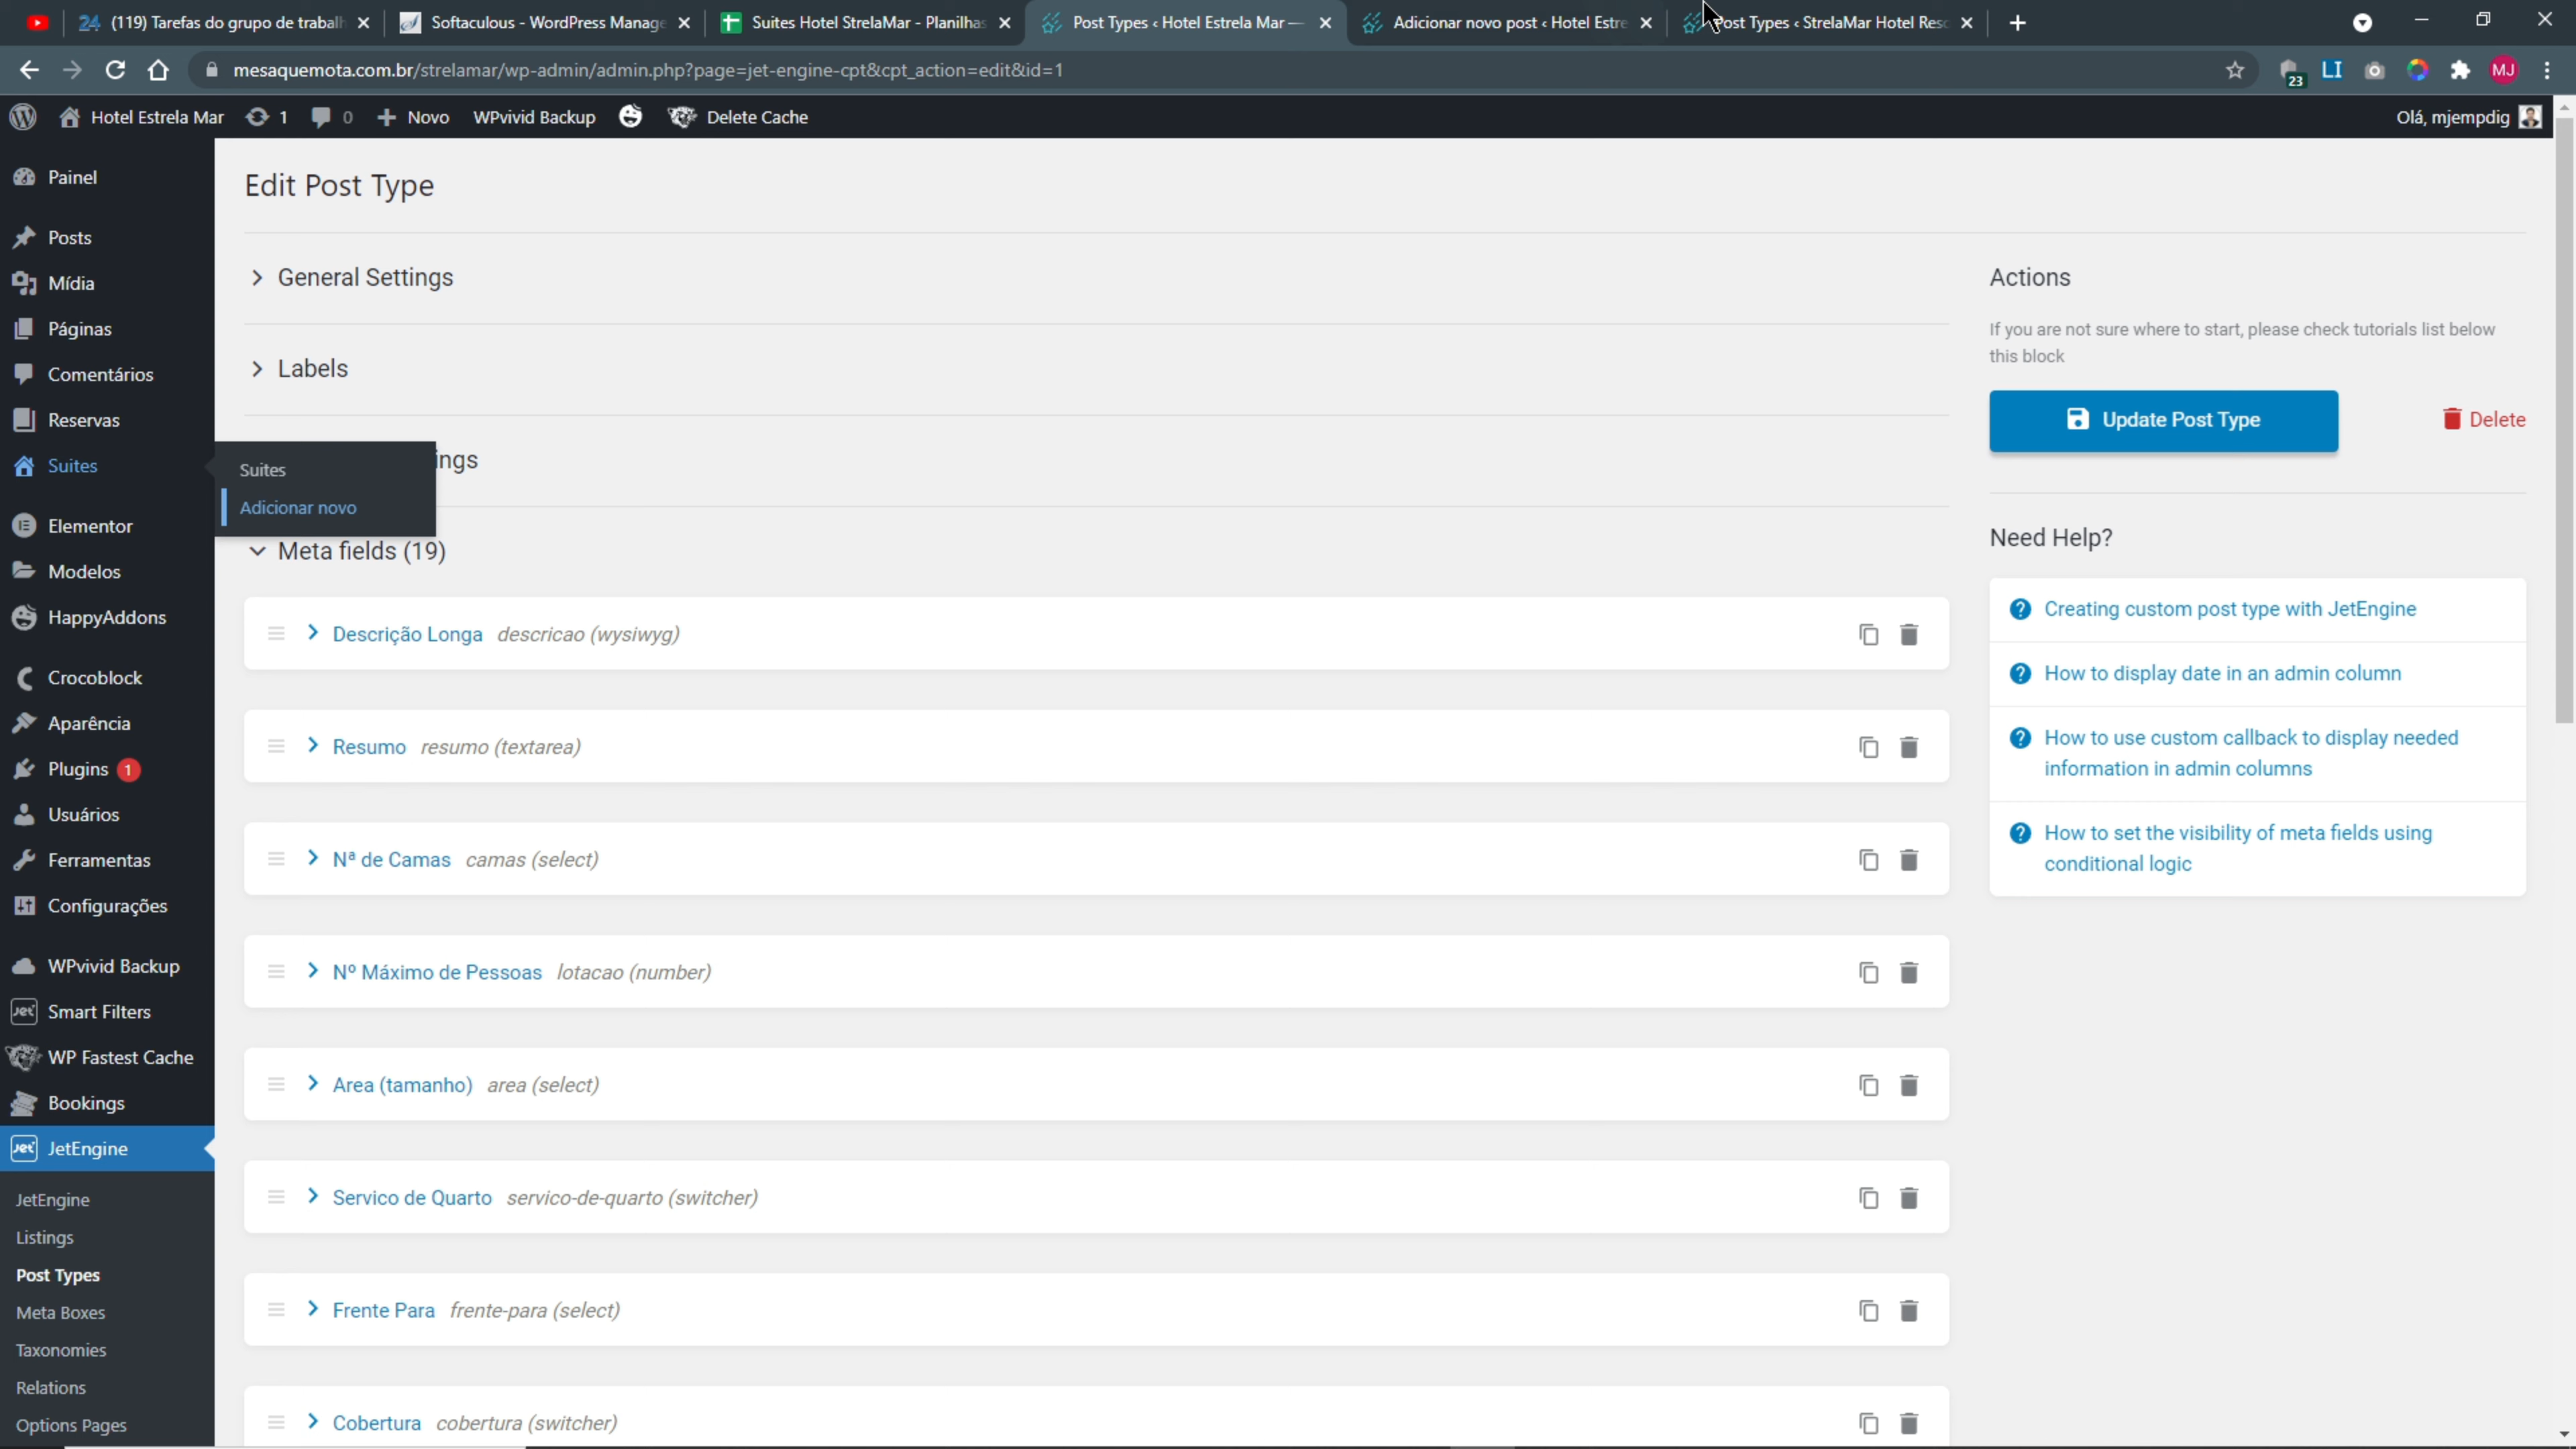 24 (119) Tarefas do grupo de trabalh
Softaculous - WordPress Manage
Suites Hotel StrelaMar - Planilhas
Post Types ‹ Hotel Estrela Mar —
Adicionar novo post ‹ Hotel Estre
Post Types ‹ StrelaMar Hotel Reso
mesaquemota.com.br/strelamar/wp-admin/admin.php?page=jet-engine-cpt&cpt_action=edit&id=1
23
LI
MJ
Hotel Estrela Mar
1
0
Novo
WPvivid Backup
Delete Cache
Olá, mjempdig
Painel
Posts
Mídia
Páginas
Comentários
Reservas
Suites
Suites
Adicionar novo
Elementor
Modelos
HappyAddons
Crocoblock
Aparência
Plugins 1
Usuários
Ferramentas
Configurações
WPvivid Backup
Smart Filters
WP Fastest Cache
Bookings
JetEngine
JetEngine
Listings
Post Types
Meta Boxes
Taxonomies
Relations
Options Pages
Edit Post Type
General Settings
Labels
ings
Meta fields (19)
Descrição Longa descricao (wysiwyg)
Resumo resumo (textarea)
Nª de Camas camas (select)
Nº Máximo de Pessoas lotacao (number)
Area (tamanho) area (select)
Servico de Quarto servico-de-quarto (switcher)
Frente Para frente-para (select)
Cobertura cobertura (switcher)
Actions
If you are not sure where to start, please check tutorials list below
this block
Update Post Type
Delete
Need Help?
Creating custom post type with JetEngine
How to display date in an admin column
How to use custom callback to display needed
information in admin columns
How to set the visibility of meta fields using
conditional logic